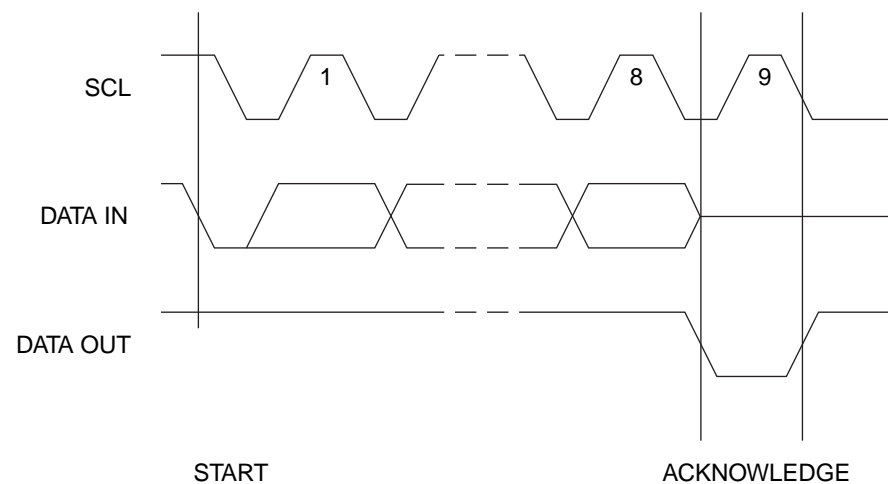 SCL
1
8
9
DATA IN
DATA OUT
START
ACKNOWLEDGE